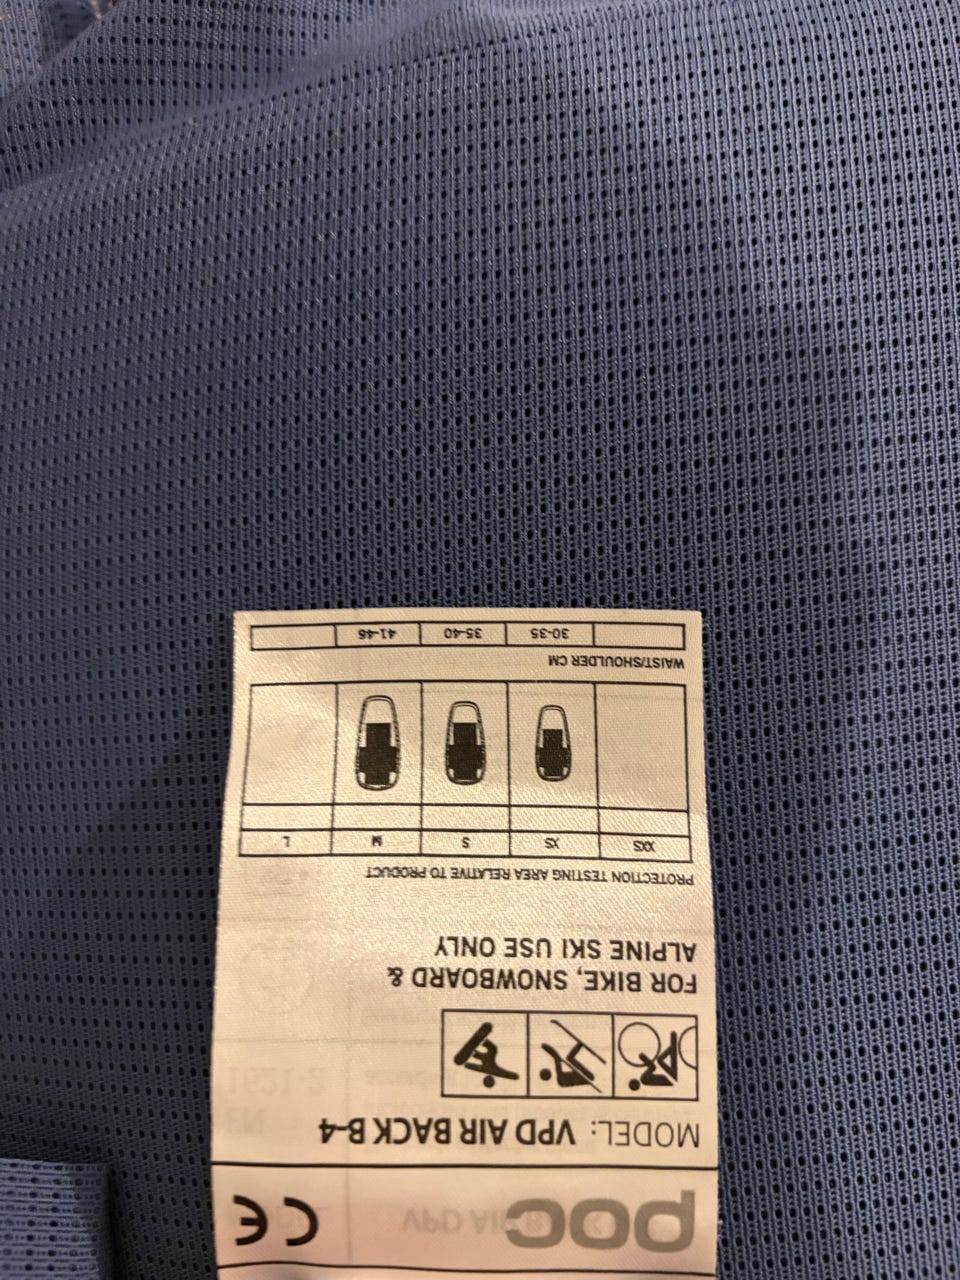 poc CE
MODEL: VPD AIR BACK B-4
FOR BIKE, SNOWBOARD &
ALPINE SKI USE ONLY
PROTECTION TESTING AREA RELATIVE TO PRODUCT
XXS XS S M L
WAIST/SHOULDER CM
30-35 35-40 41-46